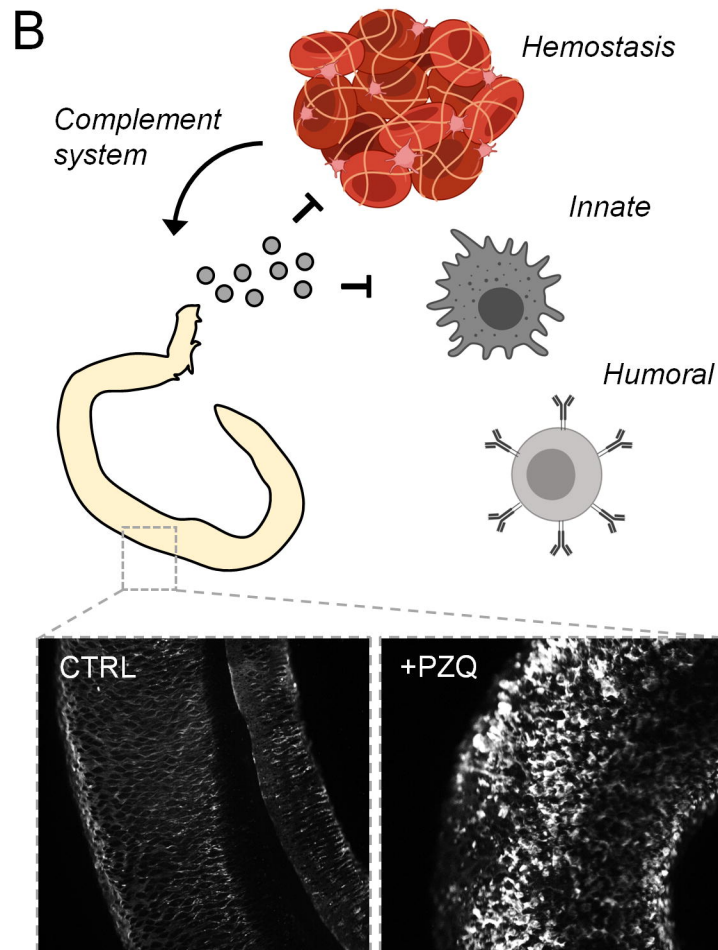 B
Hemostasis
Complement
system
Innate
Humoral
CTRL
+PZQ